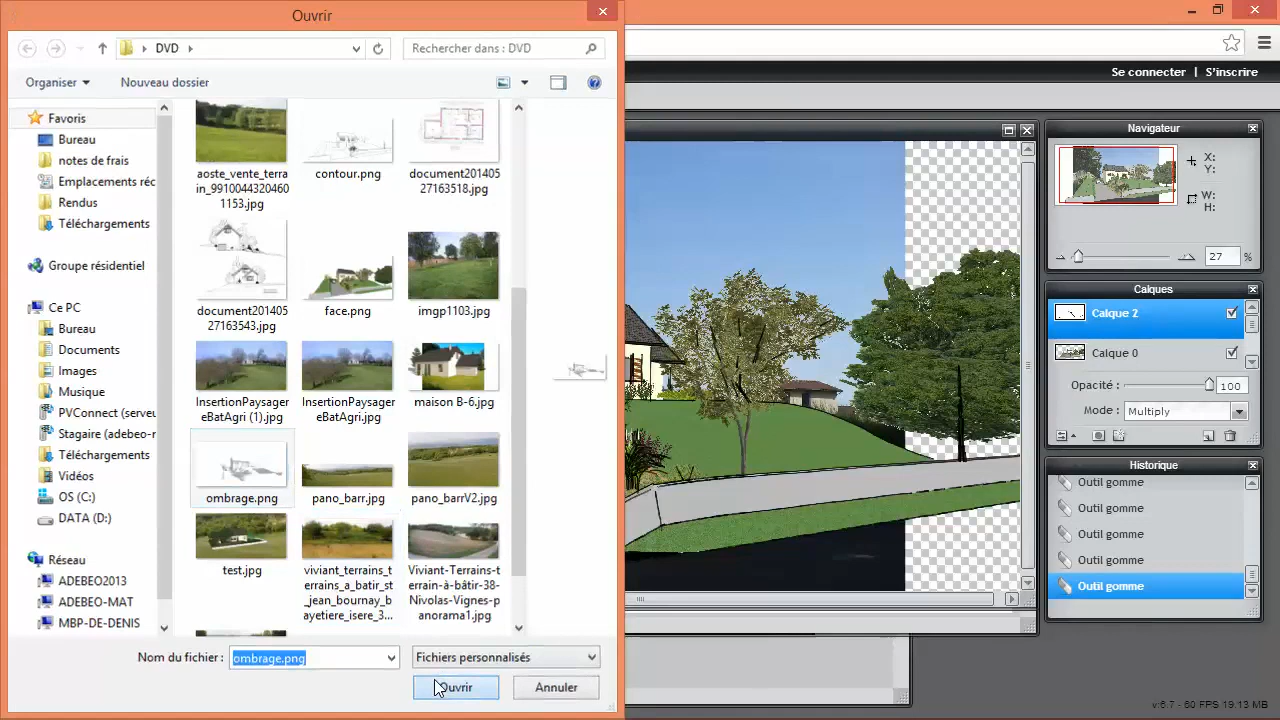 Ouvrir
DVD
Rechercher dans : DVD
Organiser
Nouveau dossier
Favoris
Bureau
notes de frais
Emplacements réc
Rendus
Téléchargements
Groupe résidentiel
Ce PC
Bureau
Documents
Images
Musique
PVConnect (serveu
Stagaire (adebeo-r
Téléchargements
Vidéos
OS (C:)
DATA (D:)
Réseau
ADEBEO2013
ADEBEO-MAT
MBP-DE-DENIS
aoste_vente_terra
in_9910044320460
1153.jpg
contour.png
document201405
27163518.jpg
document201405
27163543.jpg
face.png
imgp1103.jpg
InsertionPaysager
eBatAgri (1).jpg
InsertionPaysager
eBatAgri.jpg
maison B-6.jpg
ombrage.png
pano_barr.jpg
pano_barrV2.jpg
test.jpg
viviant_terrains_t
errains_a_batir_st
_jean_bournay_b
ayetiere_isere_3...
Viviant-Terrains-t
errain-à-bâtir-38-
Nivolas-Vignes-p
anorama1.jpg
Nom du fichier :
ombrage.png
Fichiers personnalisés
Ouvrir
Annuler
Se connecter | S'inscrire
Navigateur
X:
Y:
W:
H:
27 %
Calques
Calque 2
Calque 0
Opacité : 100
Mode : Multiply
Historique
Outil gomme
Outil gomme
Outil gomme
Outil gomme
Outil gomme
v:6.7 - 60 FPS 19.13 MB